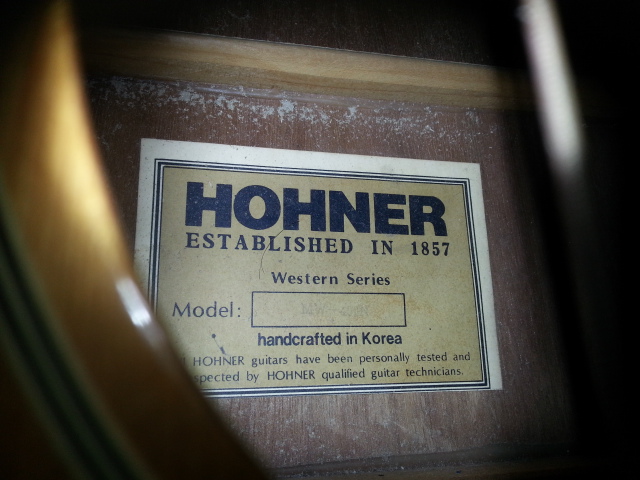 HOHNER
ESTABLISHED IN 1857
Western Series
Model:
handcrafted in Korea
HOHNER guitars have been personally tested and
by HOHNER qualified guitar technicians.